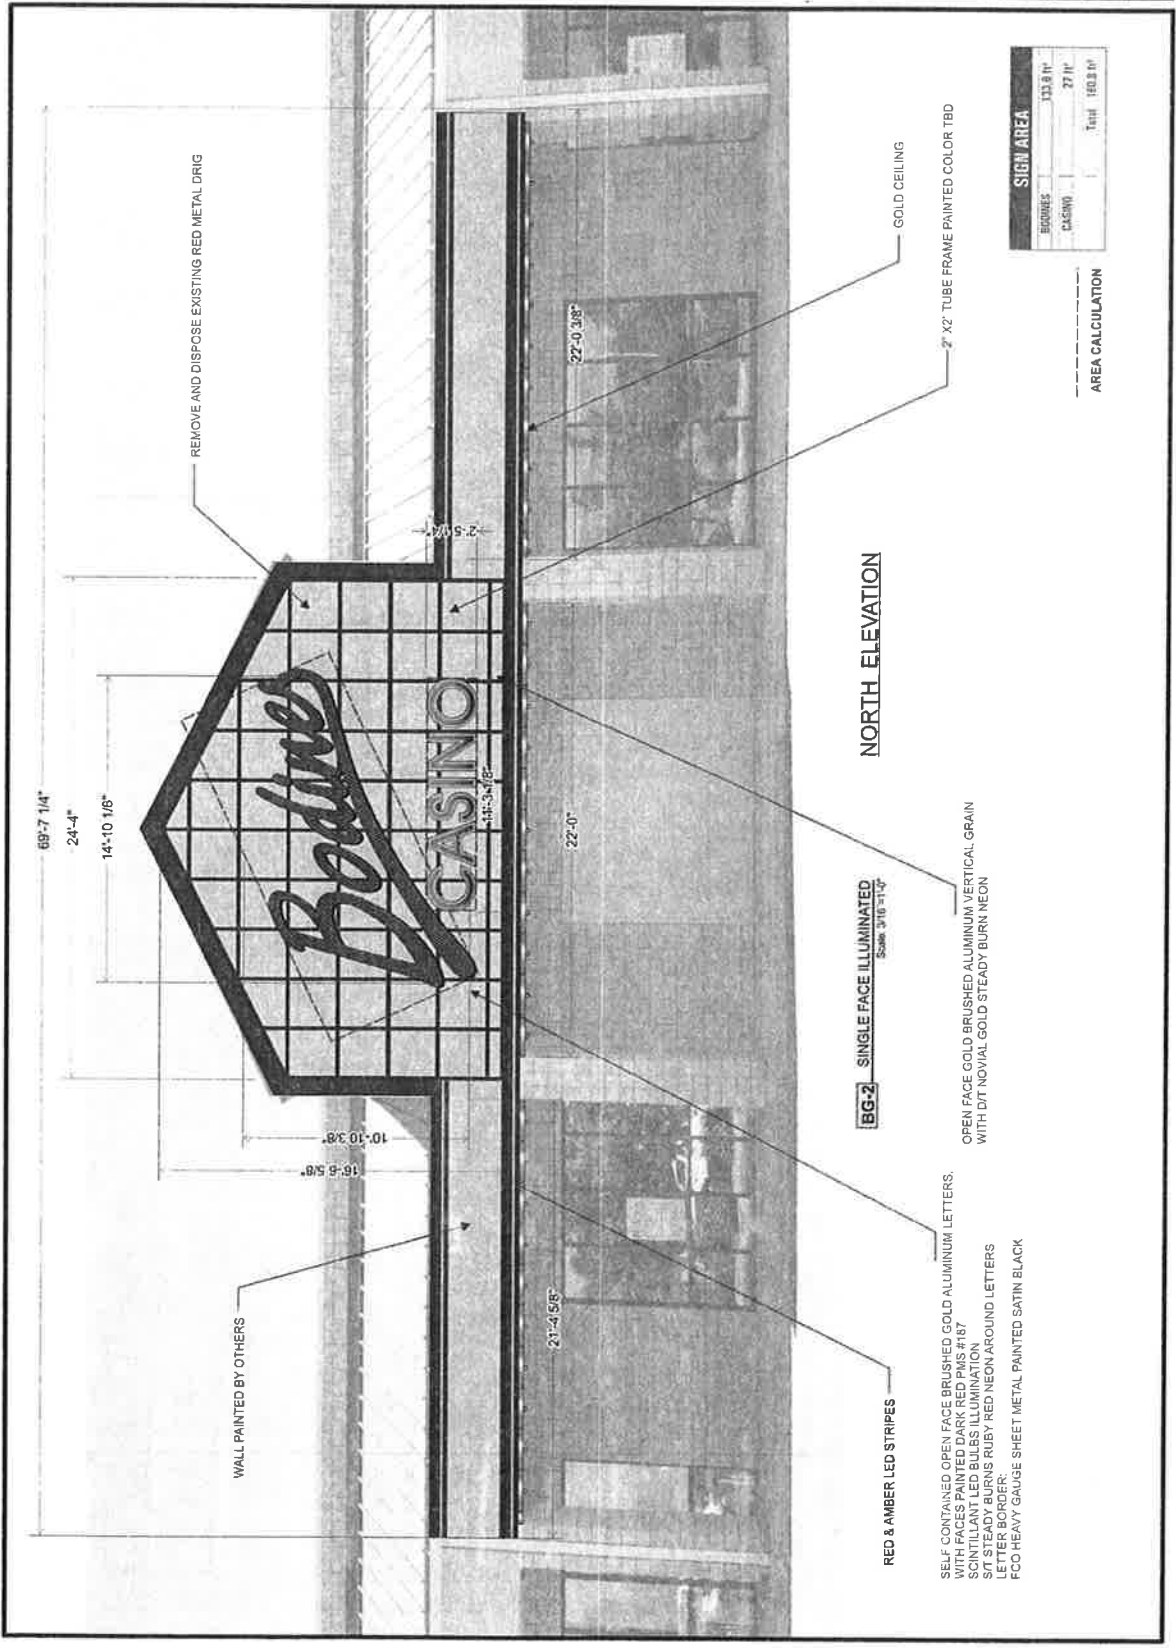 69'-7 1/4"
24'-4"
14'-10 1/8"
REMOVE AND DISPOSE EXISTING RED METAL DRIG
WALL PAINTED BY OTHERS
16'-6 5/8"
10'-10 3/8"
Bodines
CASINO
2'-5 1/4"
14'-3 1/8"
21'-4 5/8"
22'-0"
22'-0 3/8"
GOLD CEILING
2" X2" TUBE FRAME PAINTED COLOR TBD
RED & AMBER LED STRIPES
BG-2 SINGLE FACE ILLUMINATED
Scale: 3/16"=1'-0"
NORTH ELEVATION
SELF CONTAINED OPEN FACE BRUSHED GOLD ALUMINUM LETTERS.
WITH FACES PAINTED DARK RED PMS #187
SCINTILLANT LED BULBS ILLUMINATION
S/T STEADY BURNS RUBY RED NEON AROUND LETTERS
LETTER BORDER:
FCO HEAVY GAUGE SHEET METAL PAINTED SATIN BLACK
OPEN FACE GOLD BRUSHED ALUMINUM VERTICAL GRAIN
WITH D/T NOVIAL GOLD STEADY BURN NEON
AREA CALCULATION
SIGN AREA
BODINES 133.8 ft²
CASINO 27 ft²
Total 160.8 ft²